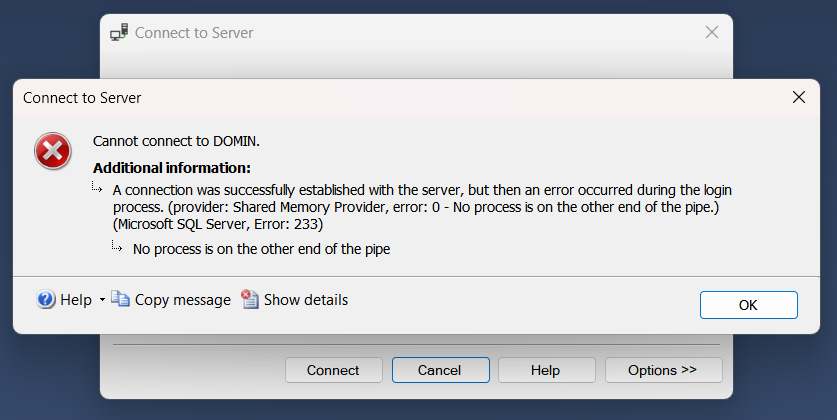 Connect to Server
Connect to Server
Cannot connect to DOMIN.
Additional information:
A connection was successfully established with the server, but then an error occurred during the login
process. (provider: Shared Memory Provider, error: 0 - No process is on the other end of the pipe.)
(Microsoft SQL Server, Error: 233)
No process is on the other end of the pipe
Help Copy message Show details
OK
Connect Cancel Help Options >>